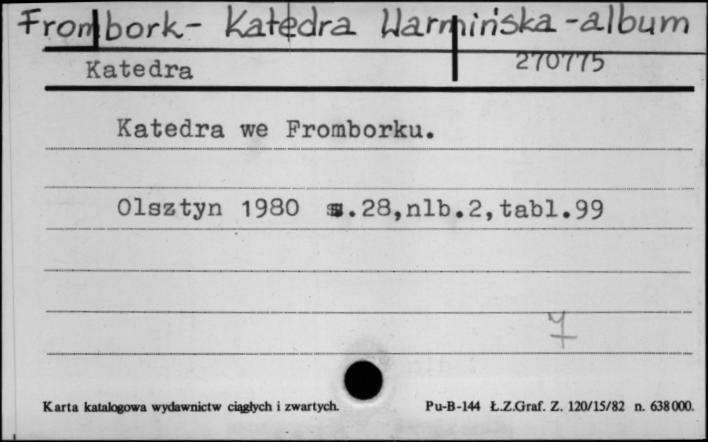 Frombork- Katedra Warmińska-album
Katedra 270775
Katedra we Fromborku.
Olsztyn 1980 s.28,nlb.2,tabl.99
7
Karta katalogowa wydawnictw ciągłych i zwartych. Pu-B-144 Ł.Z.Graf. Z. 120/15/82 n. 638000.